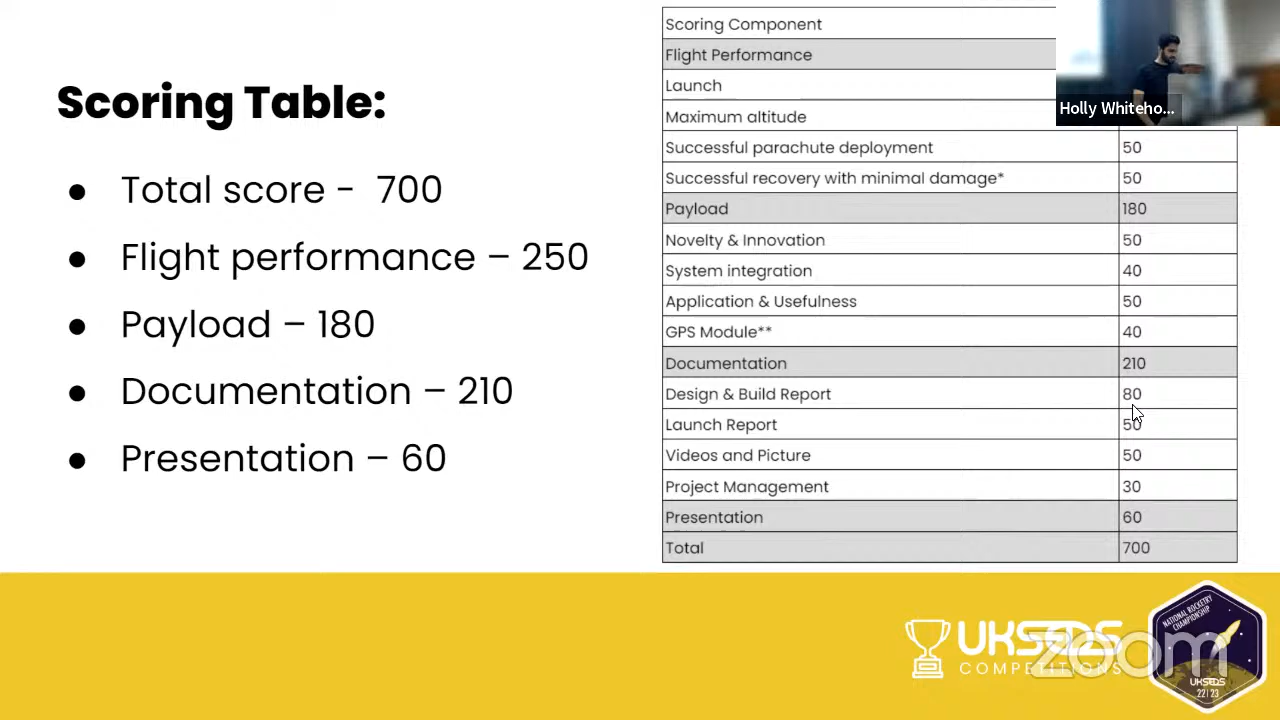 Scoring Table:
● Total score - 700
● Flight performance – 250
● Payload – 180
● Documentation – 210
● Presentation – 60
Scoring Component
Flight Performance
Launch
Maximum altitude
Successful parachute deployment 50
Successful recovery with minimal damage* 50
Payload 180
Novelty & Innovation 50
System integration 40
Application & Usefulness 50
GPS Module** 40
Documentation 210
Design & Build Report 80
Launch Report 50
Videos and Picture 50
Project Management 30
Presentation 60
Total 700
Holly Whiteho...
UKSEDS
COMPETITIONS
zoom
NATIONAL ROCKETRY
CHAMPIONSHIP
UKSEDS
22|23